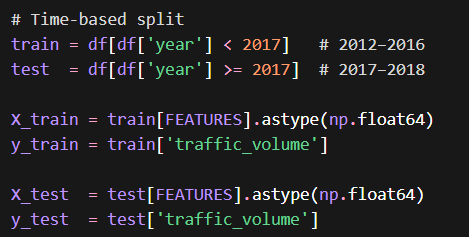 # Time-based split
train = df[df['year'] < 2017]   # 2012–2016
test  = df[df['year'] >= 2017]  # 2017–2018

X_train = train[FEATURES].astype(np.float64)
y_train = train['traffic_volume']

X_test  = test[FEATURES].astype(np.float64)
y_test  = test['traffic_volume']